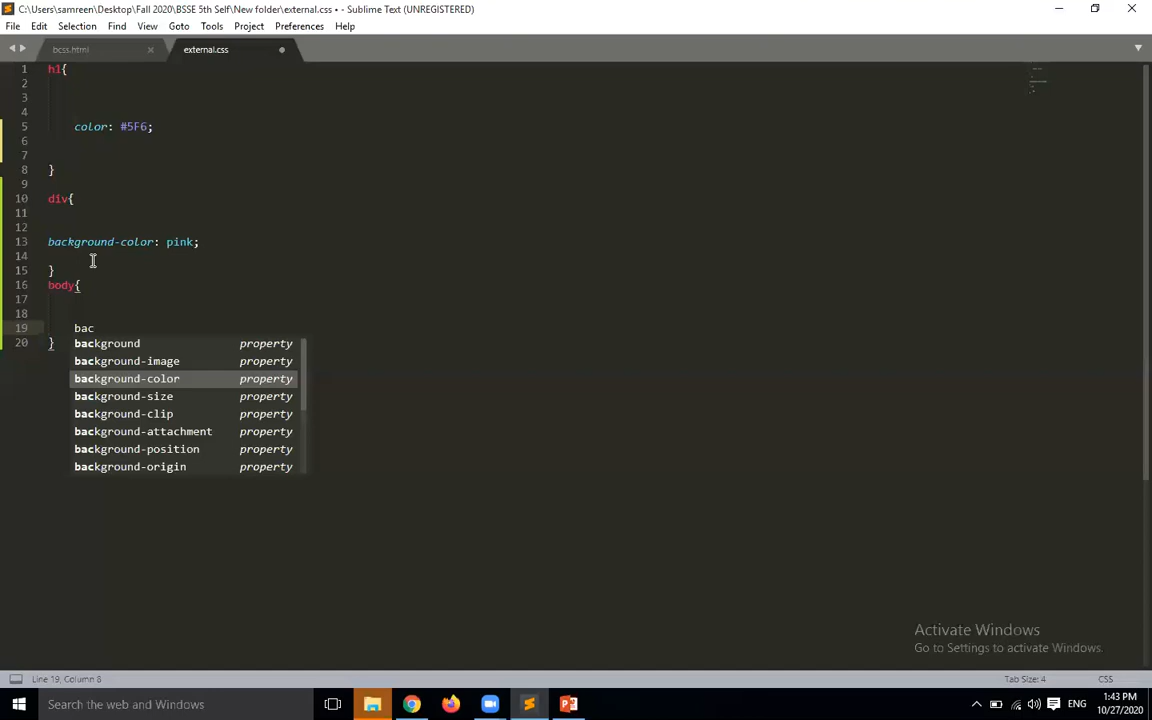 C:\Users\samreen\Desktop\Fall 2020\BSSE 5th Self\New folder\external.css • - Sublime Text (UNREGISTERED)
File Edit Selection Find View Goto Tools Project Preferences Help
bcss.html external.css
1 h1{
2
3
4
5 color: #5F6;
6
7
8 }
9
10 div{
11
12
13 background-color: pink;
14
15 }
16 body{
17
18
19 bac
20 }
background property
background-image property
background-color property
background-size property
background-clip property
background-attachment property
background-position property
background-origin property
Activate Windows
Go to Settings to activate Windows.
Line 19, Column 8 Tab Size: 4 CSS
Search the web and Windows ENG 1:43 PM
10/27/2020